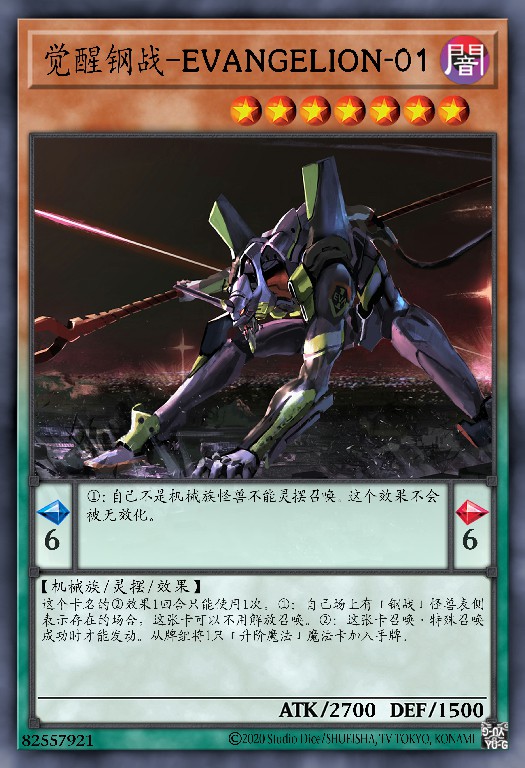 觉醒钢战-EVANGELION-01
闇
①:自己不是机械族怪兽不能灵摆召唤。这个效果不会
被无效化。
6
6
【机械族/灵摆/效果】
这个卡名的②效果1回合只能使用1次。①:自己场上有「钢战」怪兽表侧
表示存在的场合,这张卡可以不用解放召唤。②:这张卡召唤·特殊召唤
成功时才能发动。从牌组将1只「升阶魔法」魔法卡加入手牌。
ATK/2700 DEF/1500
82557921
©2020 Studio Dice/SHUEISHA, TV TOKYO, KONAMI